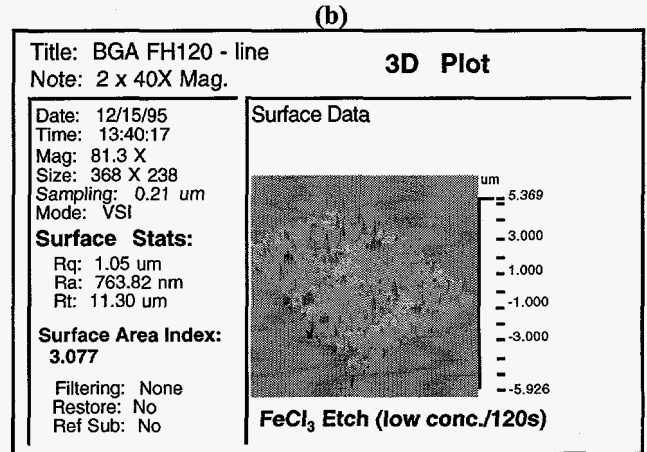 (b)
Title: BGA FH120 - line
Note: 2 x 40X Mag.
3D Plot
Date: 12/15/95
Time: 13:40:17
Mag: 81.3 X
Size: 368 X 238
Sampling: 0.21 um
Mode: VSI
Surface Stats:
Rq: 1.05 um
Ra: 763.82 nm
Rt: 11.30 um
Surface Area Index:
3.077
Filtering: None
Restore: No
Ref Sub: No
Surface Data
um
5.369
3.000
1.000
-1.000
-3.000
-5.926
FeCl₃ Etch (low conc./120s)